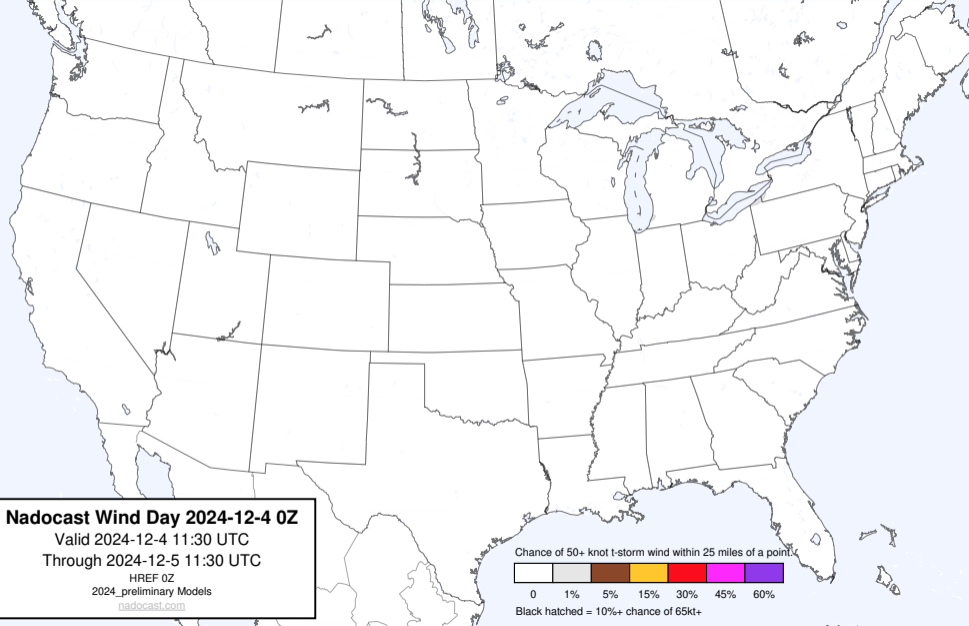 Nadocast Wind Day 2024-12-4 0Z
Valid 2024-12-4 11:30 UTC
Through 2024-12-5 11:30 UTC
HREF 0Z
2024_preliminary Models
nadocast.com
Chance of 50+ knot t-storm wind within 25 miles of a point.
0 1% 5% 15% 30% 45% 60%
Black hatched = 10%+ chance of 65kt+